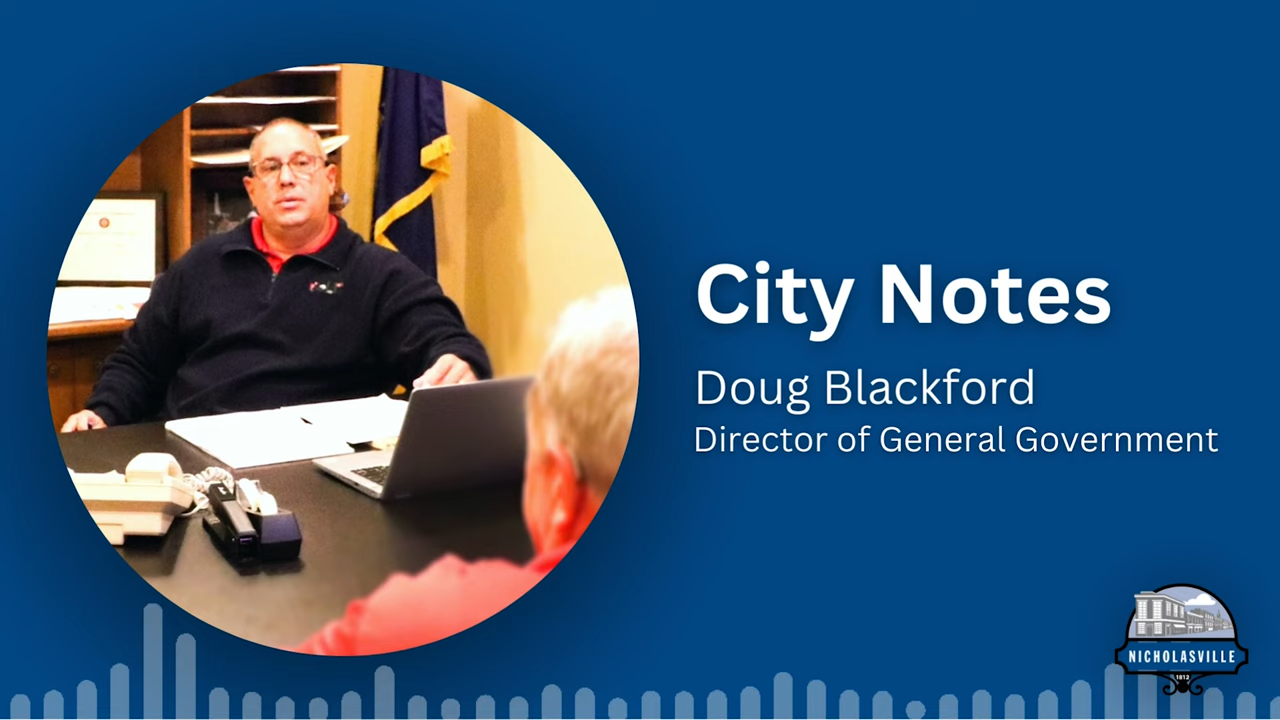 City Notes
Doug Blackford
Director of General Government
NICHOLASVILLE
1812